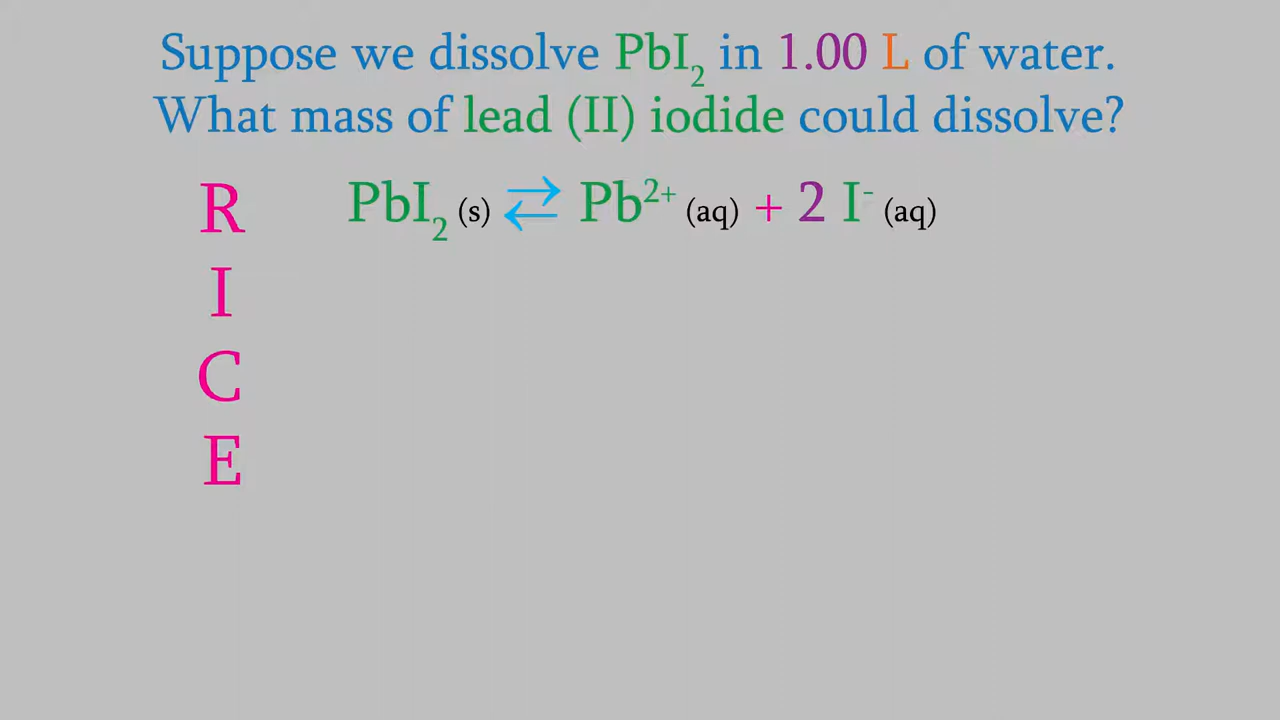 Suppose we dissolve PbI₂ in 1.00 L of water.
What mass of lead (II) iodide could dissolve?
R PbI₂ (s) ⇄ Pb²⁺ (aq) + 2 I⁻ (aq)
I
C
E